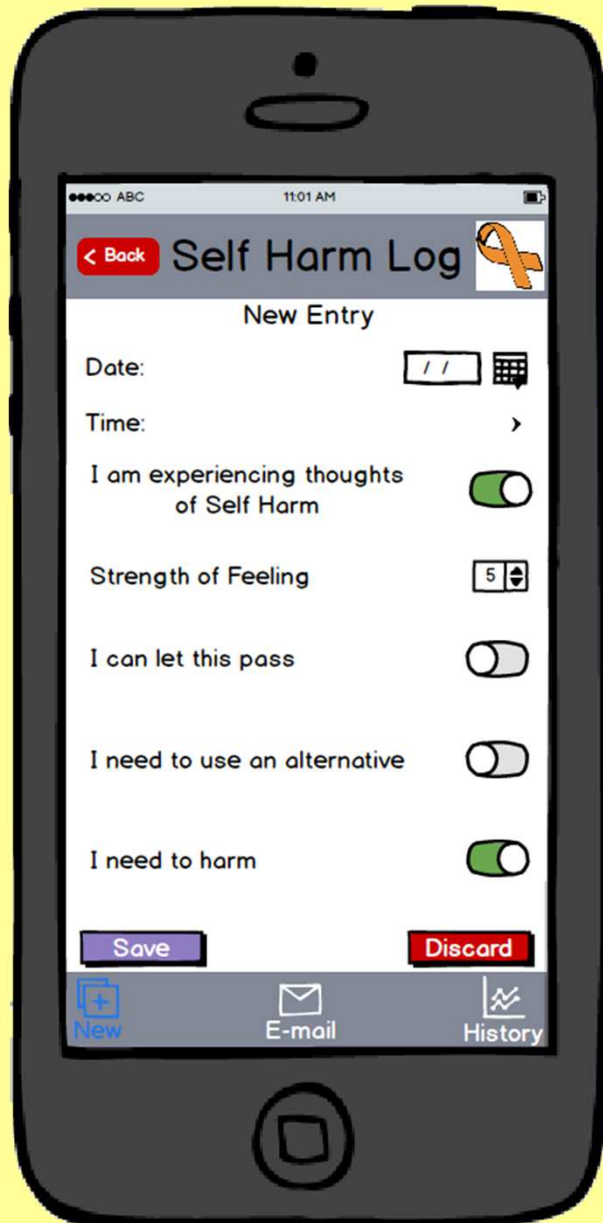 ABC 11:01 AM
< Back Self Harm Log
New Entry
Date: / /
Time: >
I am experiencing thoughts
of Self Harm
Strength of Feeling 5
I can let this pass
I need to use an alternative
I need to harm
Save Discard
New E-mail History